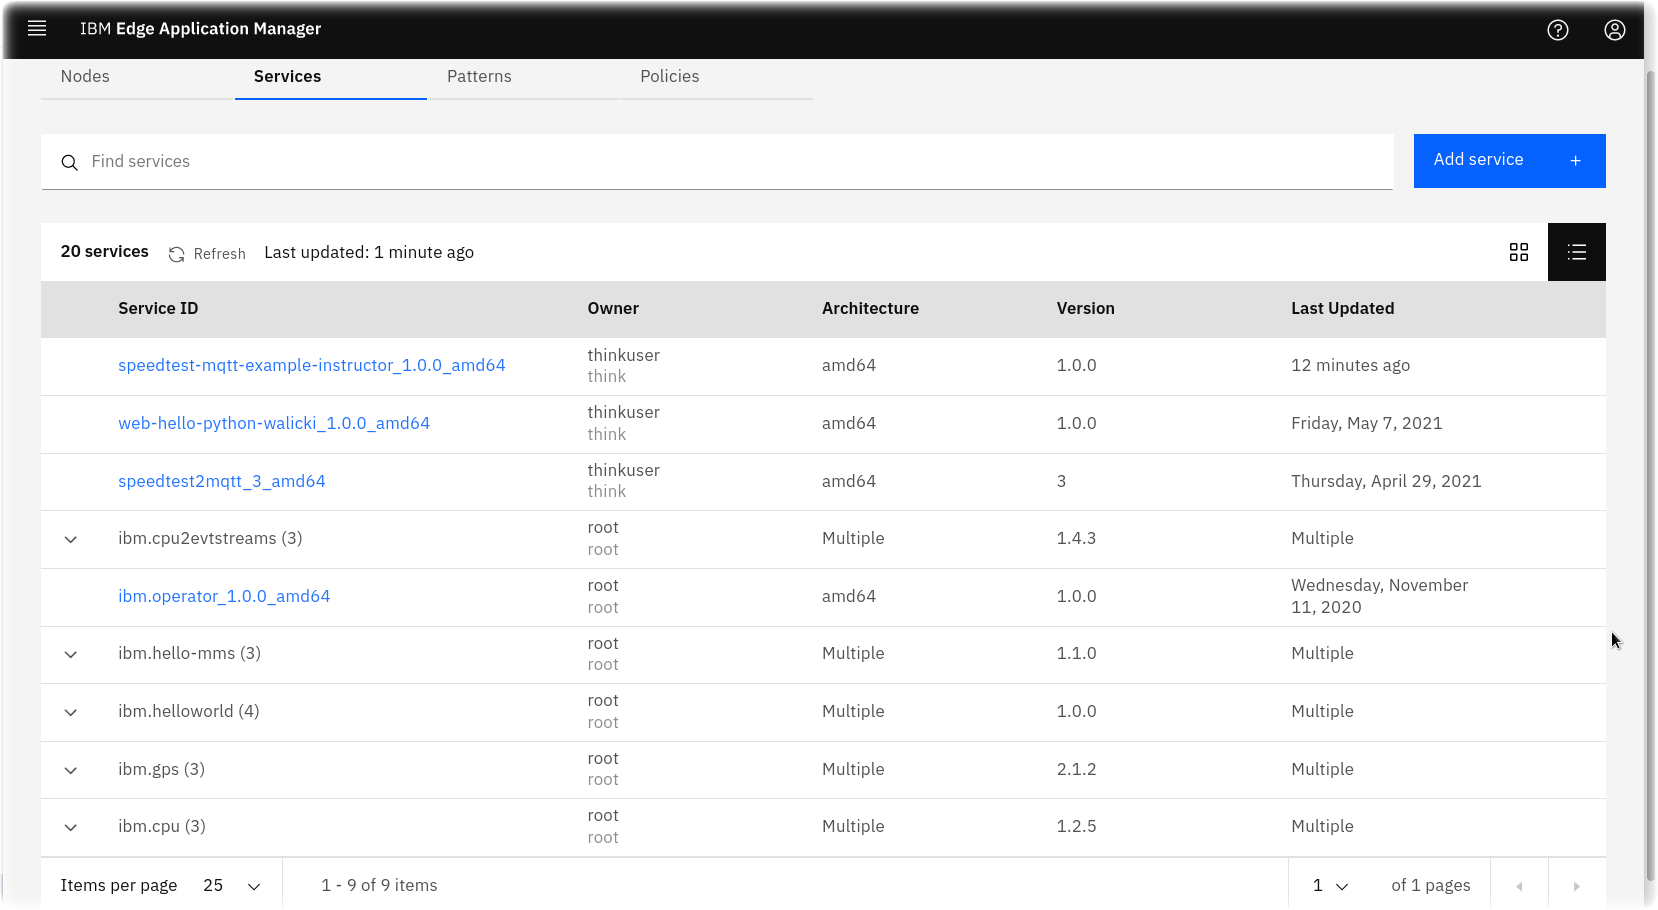 IBM Edge Application Manager
Nodes Services Patterns Policies
Find services
Add service +
20 services Refresh Last updated: 1 minute ago
Service ID Owner Architecture Version Last Updated
speedtest-mqtt-example-instructor_1.0.0_amd64 thinkuser amd64 1.0.0 12 minutes ago
think
web-hello-python-walicki_1.0.0_amd64 thinkuser amd64 1.0.0 Friday, May 7, 2021
think
speedtest2mqtt_3_amd64 thinkuser amd64 3 Thursday, April 29, 2021
think
ibm.cpu2evtstreams (3) root Multiple 1.4.3 Multiple
root
ibm.operator_1.0.0_amd64 root amd64 1.0.0 Wednesday, November
root 11, 2020
ibm.hello-mms (3) root Multiple 1.1.0 Multiple
root
ibm.helloworld (4) root Multiple 1.0.0 Multiple
root
ibm.gps (3) root Multiple 2.1.2 Multiple
root
ibm.cpu (3) root Multiple 1.2.5 Multiple
root
Items per page 25 1 - 9 of 9 items 1 of 1 pages